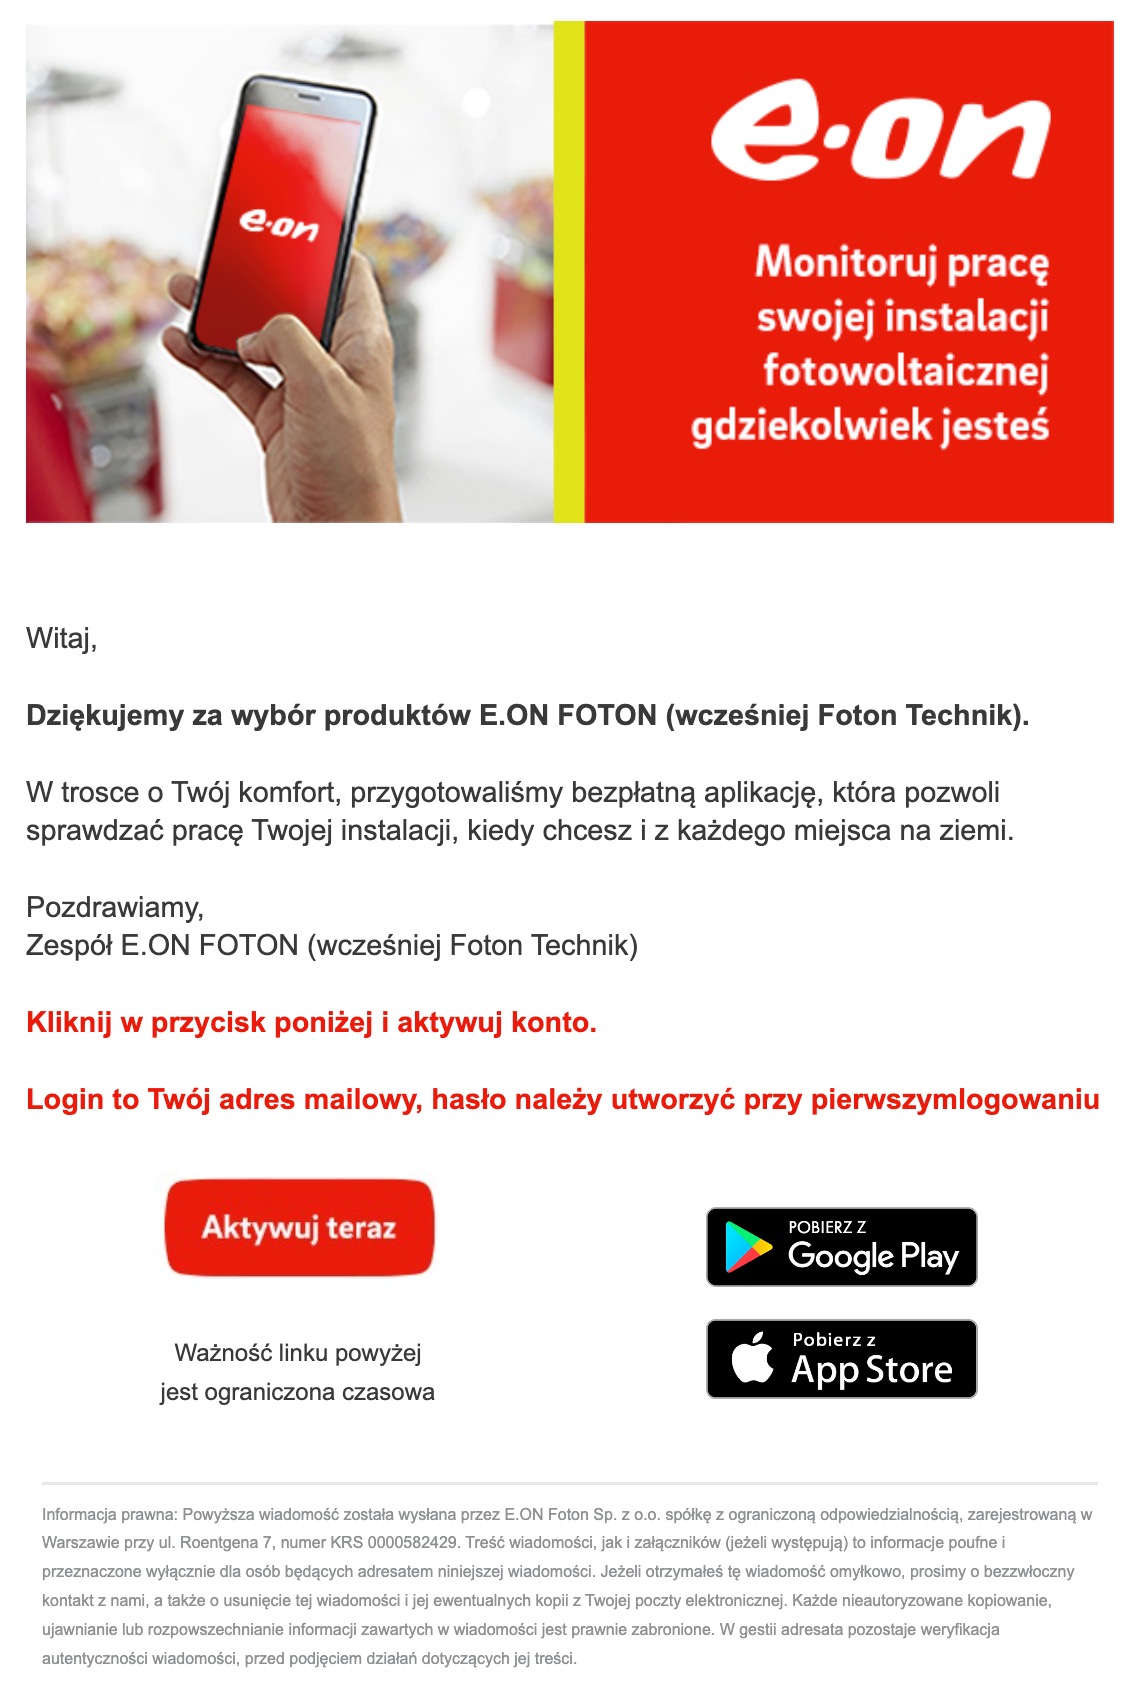 e·on
e·on
Monitoruj pracę
swojej instalacji
fotowoltaicznej
gdziekolwiek jesteś
Witaj,
Dziękujemy za wybór produktów E.ON FOTON (wcześniej Foton Technik).
W trosce o Twój komfort, przygotowaliśmy bezpłatną aplikację, która pozwoli
sprawdzać pracę Twojej instalacji, kiedy chcesz i z każdego miejsca na ziemi.
Pozdrawiamy,
Zespół E.ON FOTON (wcześniej Foton Technik)
Kliknij w przycisk poniżej i aktywuj konto.
Login to Twój adres mailowy, hasło należy utworzyć przy pierwszymlogowaniu
Aktywuj teraz
Ważność linku powyżej
jest ograniczona czasowa
POBIERZ Z
Google Play
Pobierz z
App Store
Informacja prawna: Powyższa wiadomość została wysłana przez E.ON Foton Sp. z o.o. spółkę z ograniczoną odpowiedzialnością, zarejestrowaną w
Warszawie przy ul. Roentgena 7, numer KRS 0000582429. Treść wiadomości, jak i załączników (jeżeli występują) to informacje poufne i
przeznaczone wyłącznie dla osób będących adresatem niniejszej wiadomości. Jeżeli otrzymałeś tę wiadomość omyłkowo, prosimy o bezzwłoczny
kontakt z nami, a także o usunięcie tej wiadomości i jej ewentualnych kopii z Twojej poczty elektronicznej. Każde nieautoryzowane kopiowanie,
ujawnianie lub rozpowszechnianie informacji zawartych w wiadomości jest prawnie zabronione. W gestii adresata pozostaje weryfikacja
autentyczności wiadomości, przed podjęciem działań dotyczących jej treści.